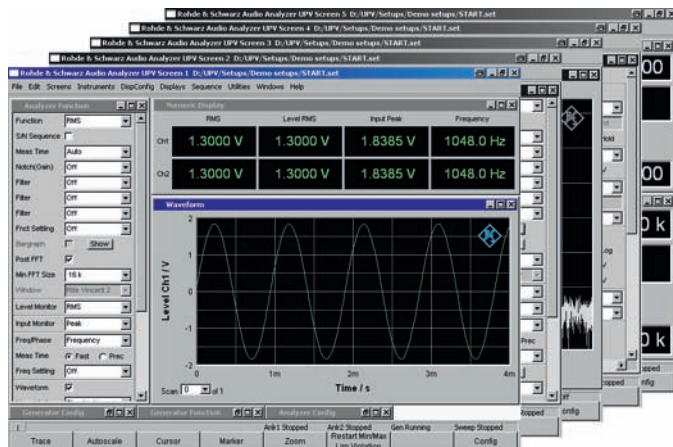 Rohde & Schwarz Audio Analyzer UPV Screen 5 D:/UPV/Setups/Demo setups/START.set
Rohde & Schwarz Audio Analyzer UPV Screen 4 D:/UPV/Setups/Demo setups/START.set
Rohde & Schwarz Audio Analyzer UPV Screen 3 D:/UPV/Setups/Demo setups/START.set
Rohde & Schwarz Audio Analyzer UPV Screen 2 D:/UPV/Setups/Demo setups/START.set
Rohde & Schwarz Audio Analyzer UPV Screen 1 D:/UPV/Setups/Demo setups/START.set
File Edit Screens Instruments DispConfig Displays Sequence Utilities Windows Help
Analyzer Function
Function RMS
S/N Sequence
Meas Time Auto
Notch(Gain) Off
Filter Off
Filter Off
Filter Off
Fnct Settling Off
Bargraph Show
Post FFT
Min FFT Size 16 k
Window Rife Vincent 2
Level Monitor RMS
Input Monitor Peak
Freq/Phase Frequency
Meas Time Fast Prec
Freq Settling Off
Waveform
Numeric Display
RMS Level RMS Input Peak Frequency
Ch1 1.3000 V 1.3000 V 1.8385 V 1048.0 Hz
Ch2 1.3000 V 1.3000 V 1.8385 V 1048.0 Hz
Waveform
Level Ch1 / V
2
1
0
-1
-2
0 1m 2m 3m 4m
Time / s
Scan 0 of 1
Generator Config
Generator Function
Analyzer Config
Anlr1 Stopped Anlr2 Stopped Gen Running Sweep Stopped
Trace Autoscale Cursor Marker Zoom Restart Min/Max Lim Violation Config
Prec
Off
Config